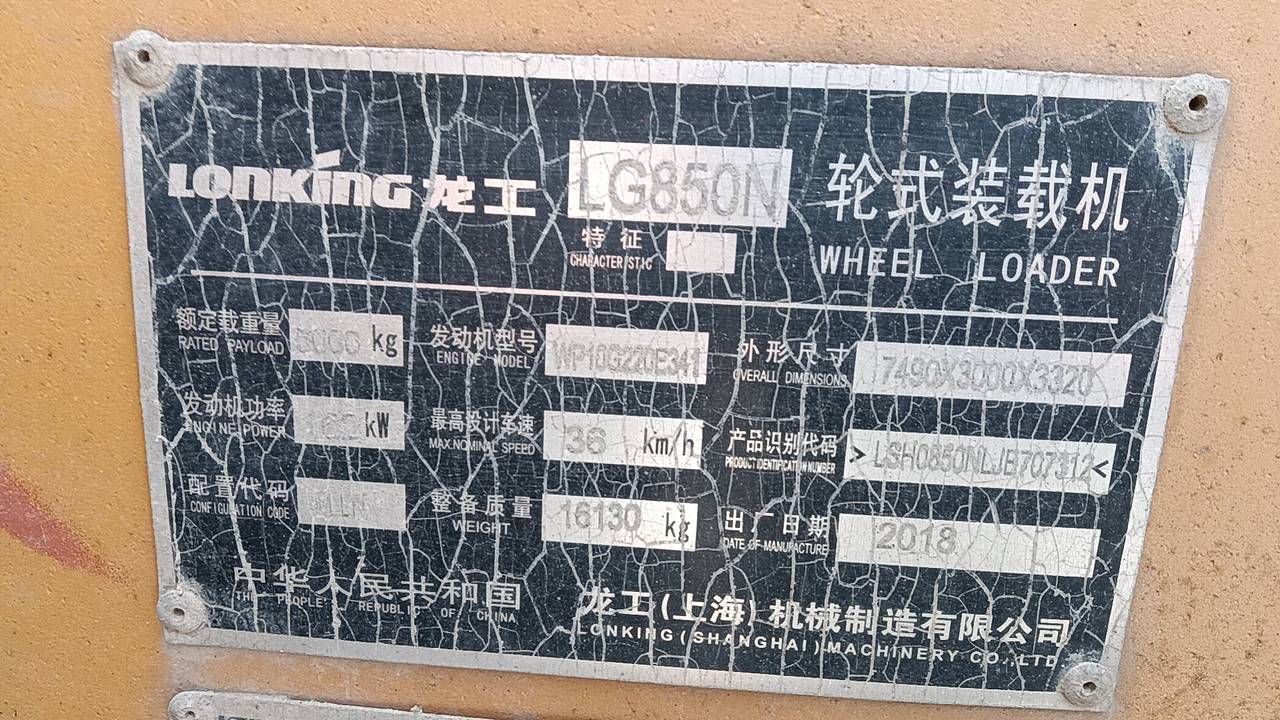 LONKING 龙工 LG850N 轮式装载机
特征
CHARACTERISTIC
WHEEL LOADER
额定载重量 5000 kg 发动机型号 WP10G220E341 外形尺寸 7490X3000X3320
RATED PAYLOAD ENGINE MODEL OVERALL DIMENSIONS
发动机功率 162 kW 最高设计车速 36 km/h 产品识别代码 >LSH0850NLJB707312<
ENGINE POWER MAX.NOMINAL SPEED PRODUCT IDENTIFICATION NUMBER
配置代码 整备质量 16130 kg 出厂日期 2018
CONFIGURATION CODE WEIGHT DATE OF MANUFACTURE
中华人民共和国 龙工(上海)机械制造有限公司
THE PEOPLE'S REPUBLIC OF CHINA LONKING(SHANGHAI)MACHINERY CO.,LTD.